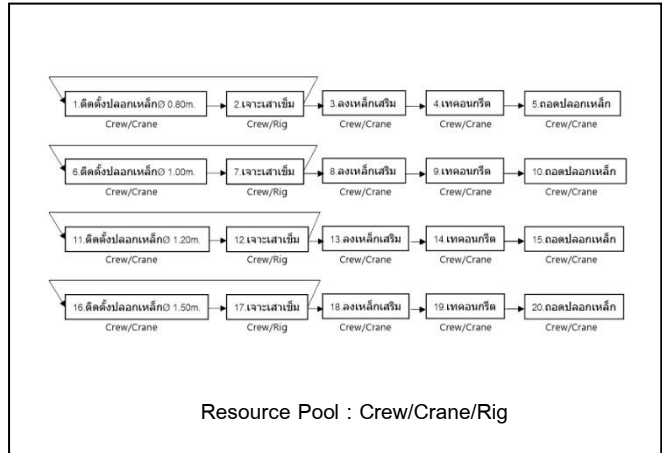 1.ติดตั้งปลอกเหล็กØ 0.80m. 2.เจาะเสาเข็ม 3.ลงเหล็กเสริม 4.เทคอนกรีต 5.ถอดปลอกเหล็ก
Crew/Crane Crew/Rig Crew/Crane Crew/Crane Crew/Crane
6.ติดตั้งปลอกเหล็กØ 1.00m. 7.เจาะเสาเข็ม 8.ลงเหล็กเสริม 9.เทคอนกรีต 10.ถอดปลอกเหล็ก
Crew/Crane Crew/Rig Crew/Crane Crew/Crane Crew/Crane
11.ติดตั้งปลอกเหล็กØ 1.20m. 12.เจาะเสาเข็ม 13.ลงเหล็กเสริม 14.เทคอนกรีต 15.ถอดปลอกเหล็ก
Crew/Crane Crew/Rig Crew/Crane Crew/Crane Crew/Crane
16.ติดตั้งปลอกเหล็กØ 1.50m. 17.เจาะเสาเข็ม 18.ลงเหล็กเสริม 19.เทคอนกรีต 20.ถอดปลอกเหล็ก
Crew/Crane Crew/Rig Crew/Crane Crew/Crane Crew/Crane
Resource Pool : Crew/Crane/Rig